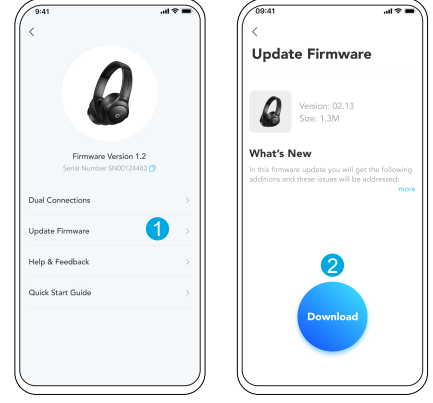 9:41
Firmware Version 1.2
Serial Number SN00124483
Dual Connections
Update Firmware
1
Help & Feedback
Quick Start Guide
09:41
Update Firmware
Version: 02.13
Size: 1.3M
What's New
In this firmware update you will get the following
additions and these issues will be addressed:
more
2
Download